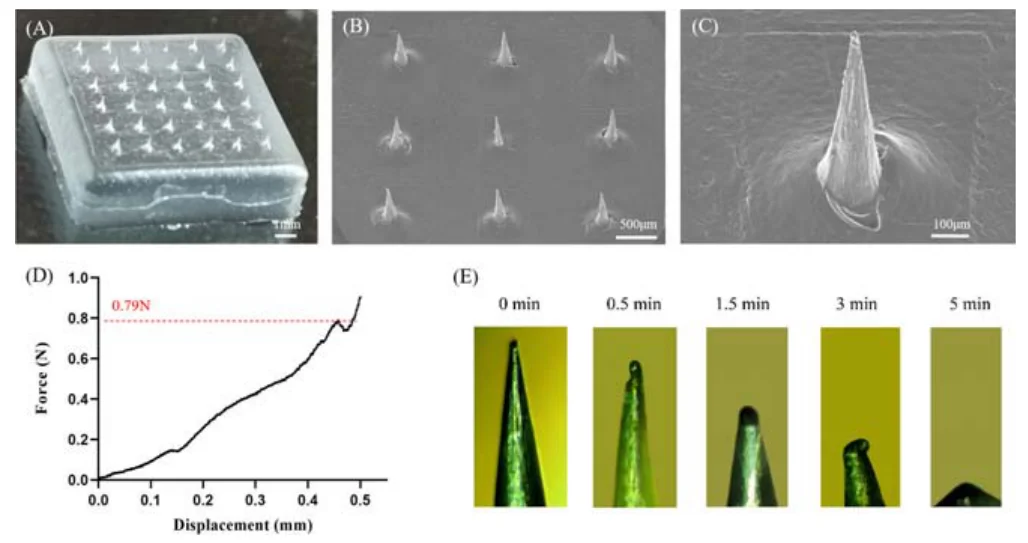 (A)
1mm
(B)
500μm
(C)
100μm
(D)
1.0
0.8
0.6
0.4
0.2
0.0
0.79N
Force (N)
0.0 0.1 0.2 0.3 0.4 0.5
Displacement (mm)
(E)
0 min 0.5 min 1.5 min 3 min 5 min